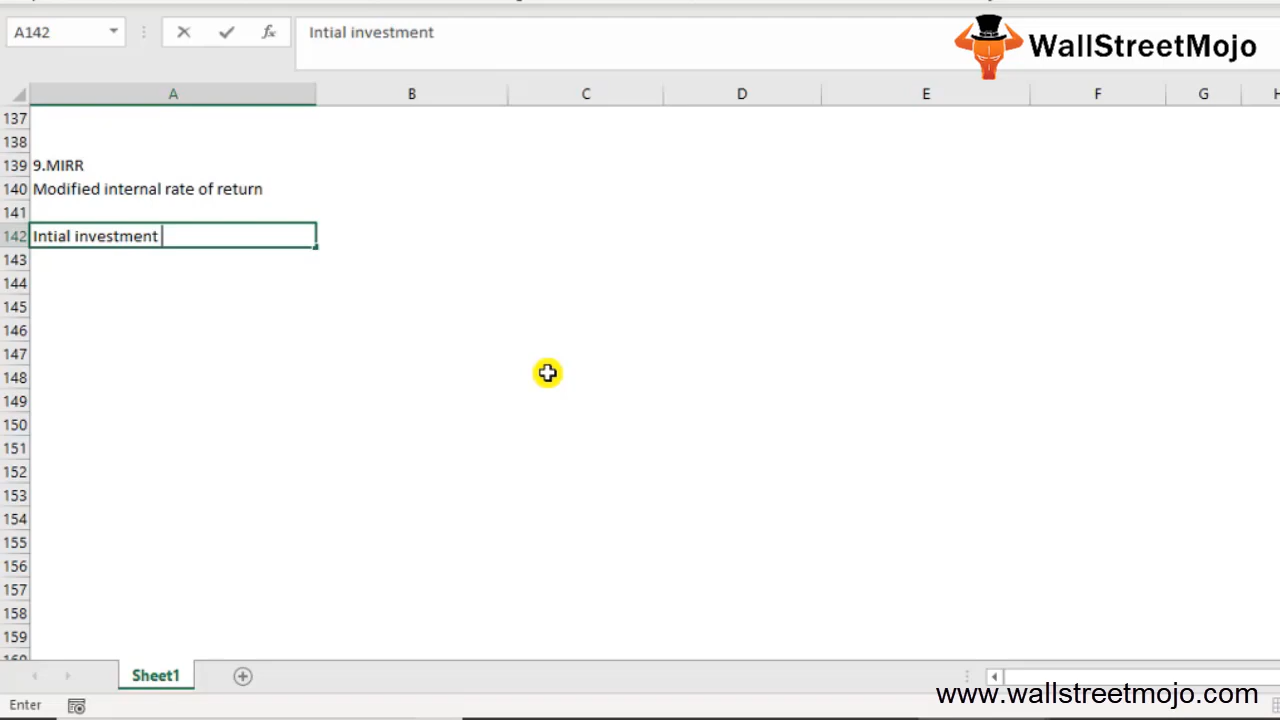 A142
fx
Intial investment
WallStreetMojo
A B C D E F G H
137
138
139 9.MIRR
140 Modified internal rate of return
141
142 Intial investment
143
144
145
146
147
148
149
150
151
152
153
154
155
156
157
158
159
160
Sheet1
www.wallstreetmojo.com
Enter